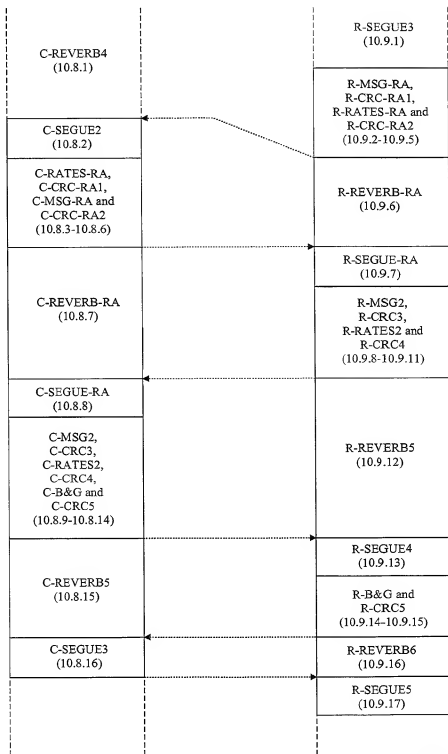 C-REVERB4
(10.8.1)
C-SEGUE2
(10.8.2)
C-RATES-RA,
C-CRC-RA1,
C-MSG-RA and
C-CRC-RA2
(10.8.3-10.8.6)
C-REVERB-RA
(10.8.7)
C-SEGUE-RA
(10.8.8)
C-MSG2,
C-CRC3,
C-RATES2,
C-CRC4,
C-B&G and
C-CRC5
(10.8.9-10.8.14)
C-REVERB5
(10.8.15)
C-SEGUE3
(10.8.16)
R-SEGUE3
(10.9.1)
R-MSG-RA,
R-CRC-RA1,
R-RATES-RA and
R-CRC-RA2
(10.9.2-10.9.5)
R-REVERB-RA
(10.9.6)
R-SEGUE-RA
(10.9.7)
R-MSG2,
R-CRC3,
R-RATES2 and
R-CRC4
(10.9.8-10.9.11)
R-REVERB5
(10.9.12)
R-SEGUE4
(10.9.13)
R-B&G and
R-CRC5
(10.9.14-10.9.15)
R-REVERB6
(10.9.16)
R-SEGUE5
(10.9.17)